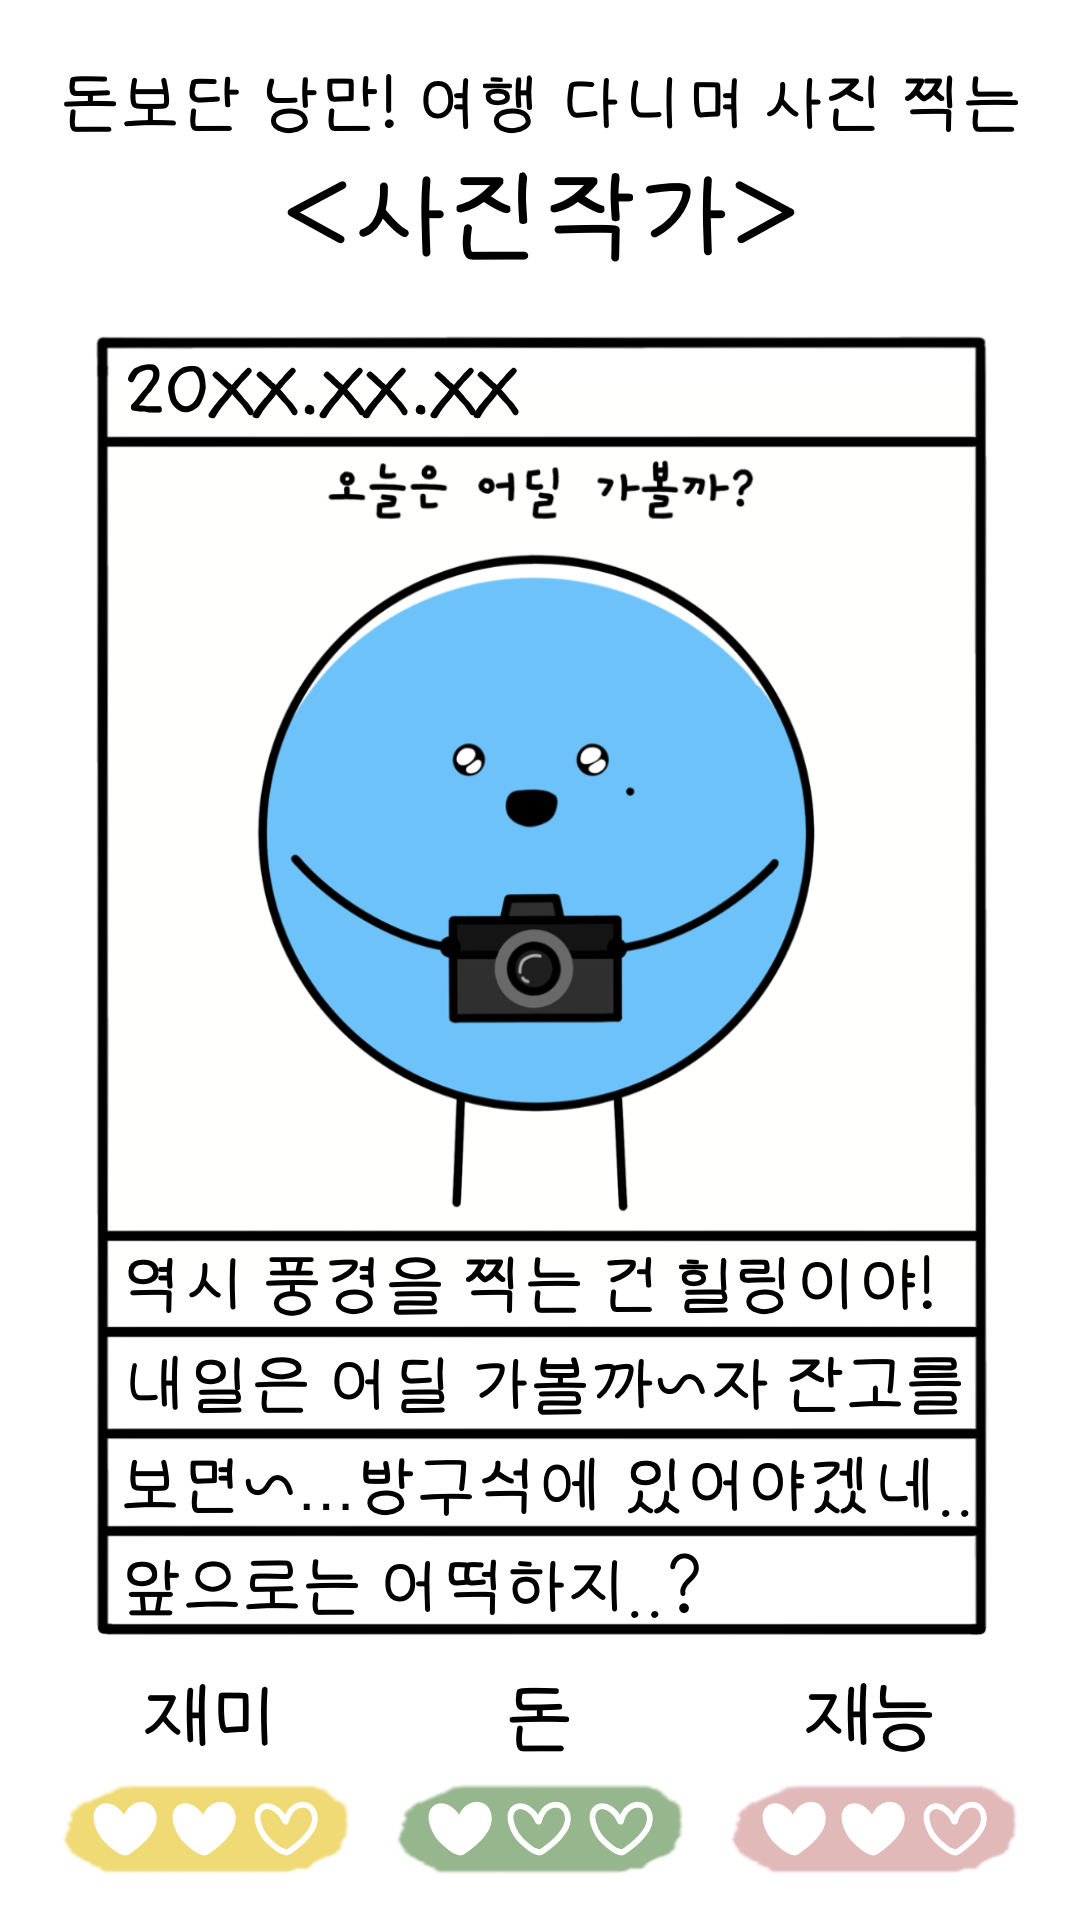 돈보단 낭만! 여행 다니며 사진 찍는
<사진작가>
20XX.XX.XX
오늘은 어딜 가볼까?
역시 풍경을 찍는 건 힐링이야!
내일은 어딜 가볼까~자 잔고를
보면~...방구석에 있어야겠네..
앞으로는 어떡하지..?
재미 돈 재능